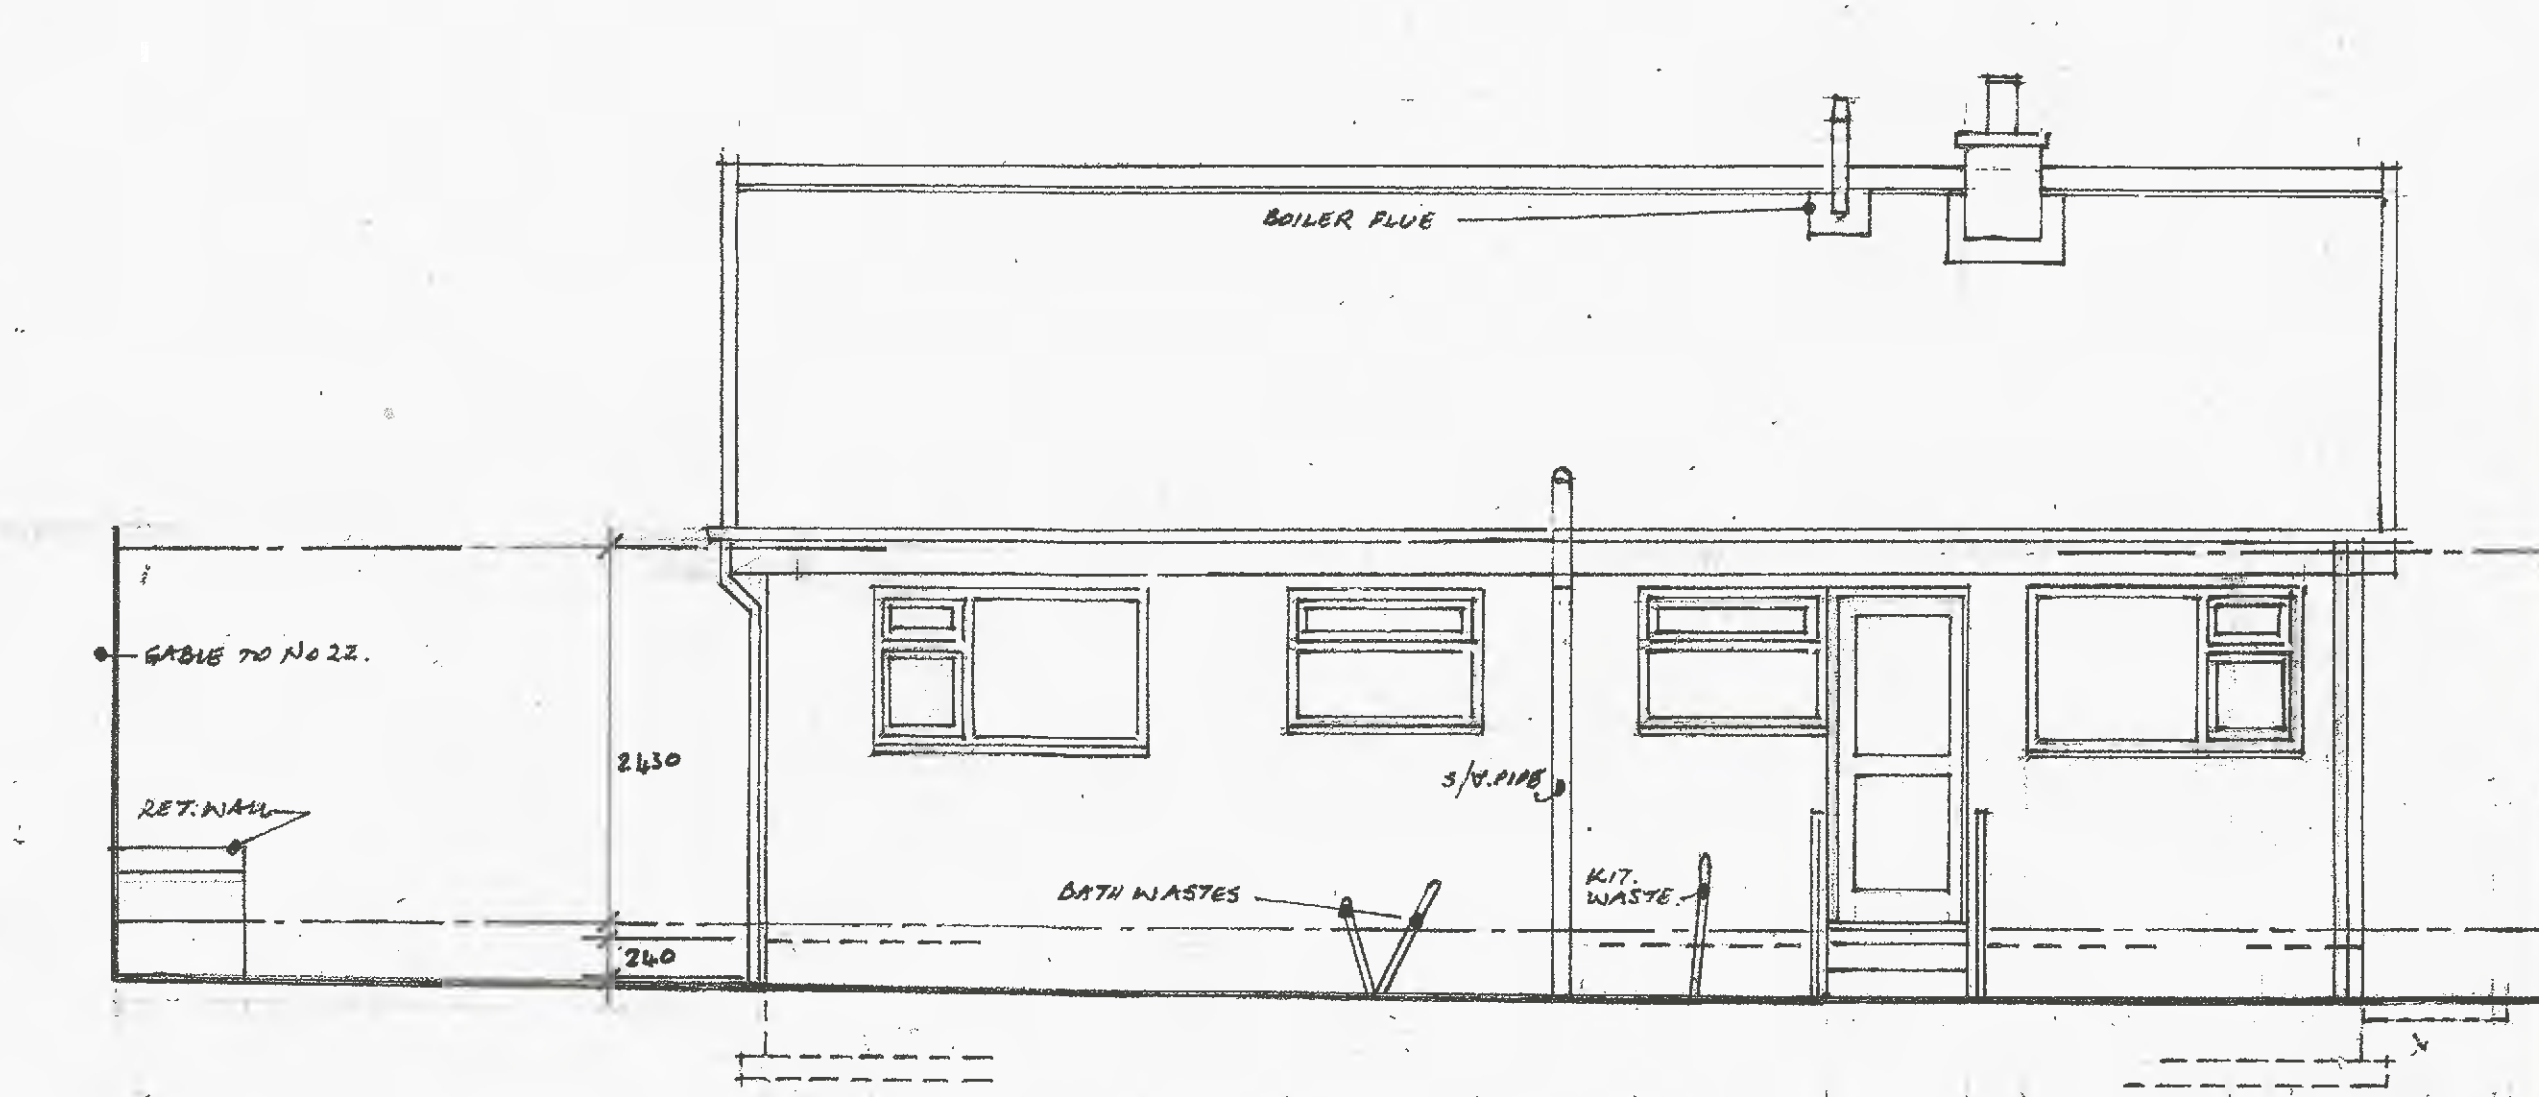 BOILER FLUE
GABLE TO NO 22.
2430
S/V. PIPE
RET. WALL
BATH WASTES
KIT.
WASTE.
240